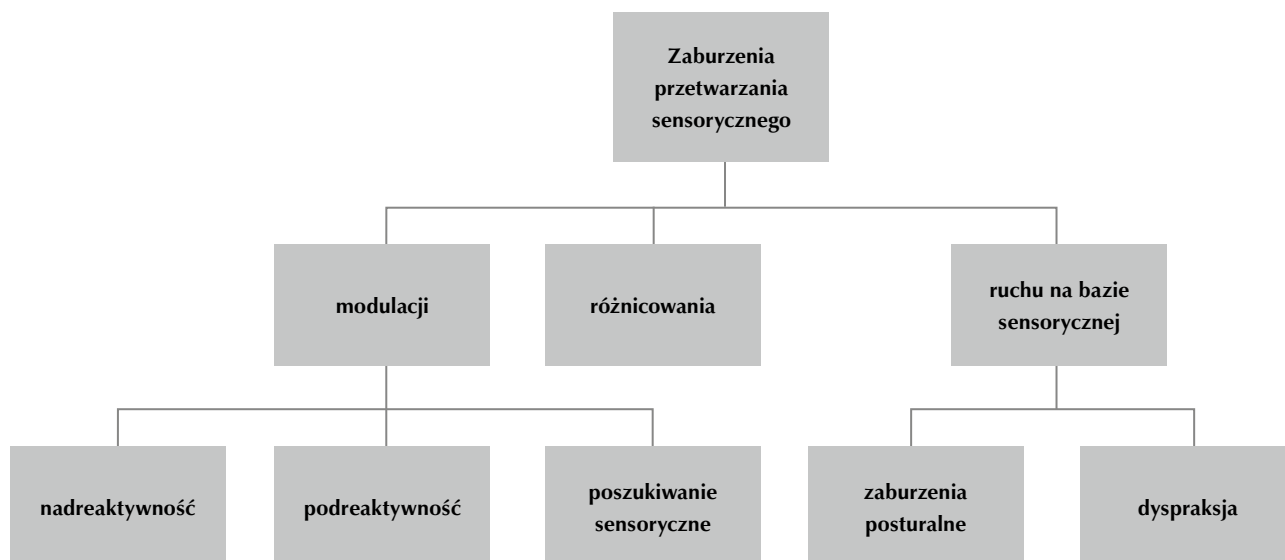 Zaburzenia
przetwarzania
sensorycznego
modulacji
różnicowania
ruchu na bazie
sensorycznej
nadreaktywność
podreaktywność
poszukiwanie
sensoryczne
zaburzenia
posturalne
dyspraksja